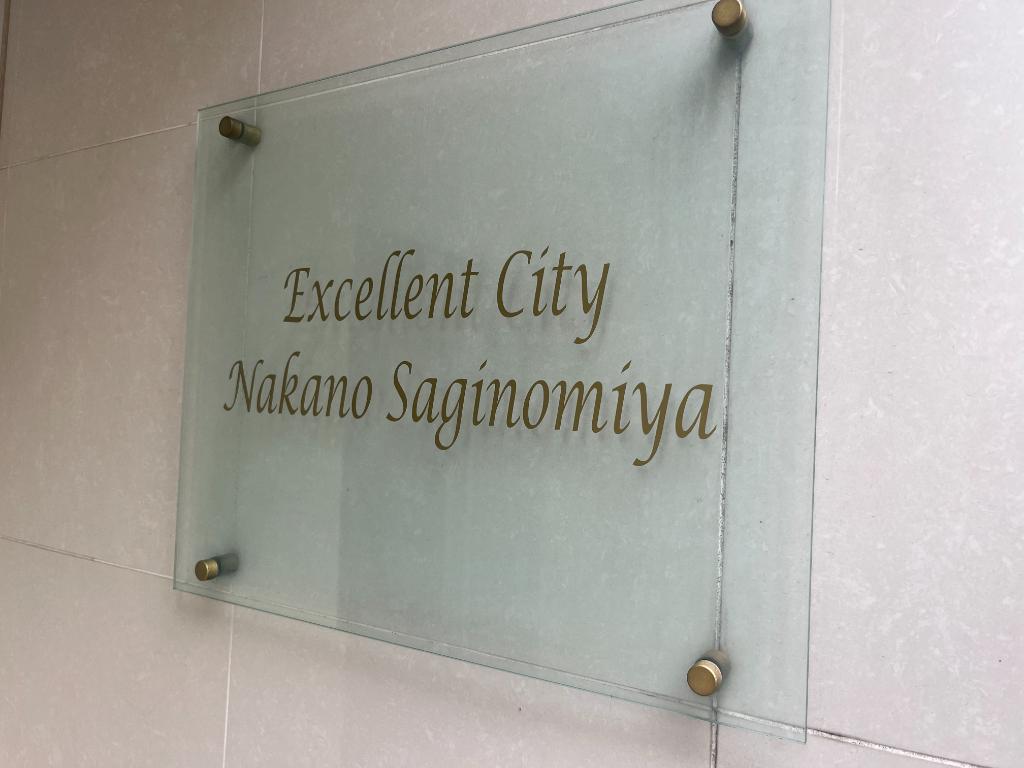 Excellent City
Nakano Saginomiya